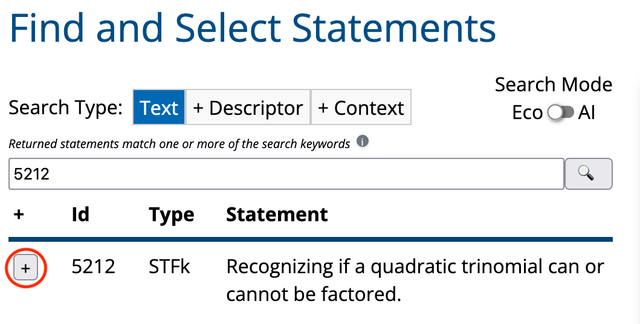 Find and Select Statements
Search Mode
Search Type: Text + Descriptor + Context
Eco AI
Returned statements match one or more of the search keywords i
5212
+ Id Type Statement
+ 5212 STFk Recognizing if a quadratic trinomial can or
cannot be factored.